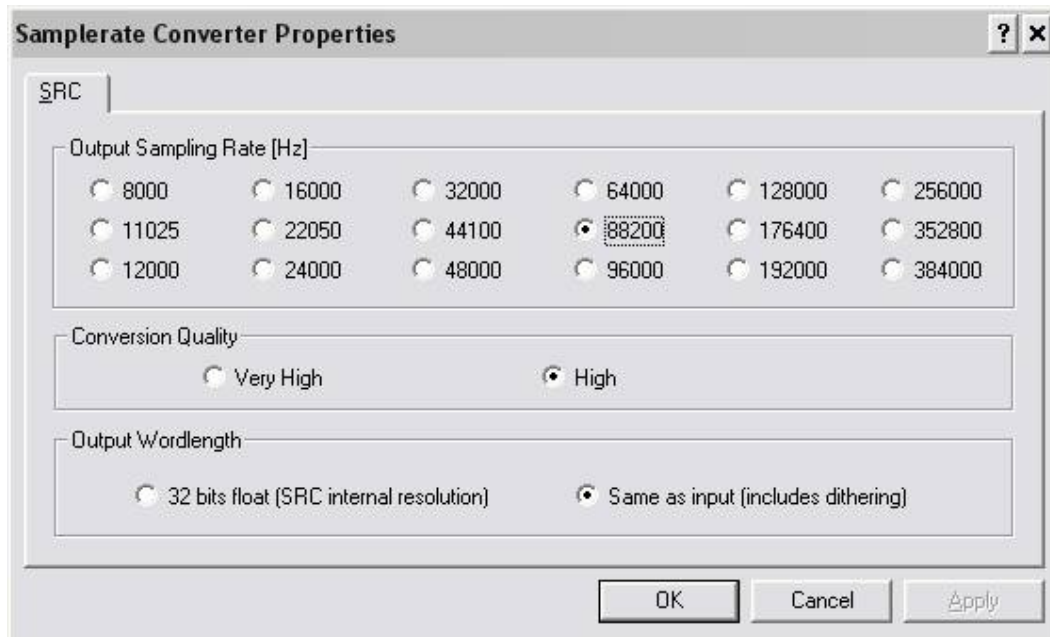 Samplerate Converter Properties
SRC
Output Sampling Rate [Hz]
8000 16000 32000 64000 128000 256000
11025 22050 44100 88200 176400 352800
12000 24000 48000 96000 192000 384000
Conversion Quality
Very High High
Output Wordlength
32 bits float (SRC internal resolution) Same as input (includes dithering)
OK Cancel Apply